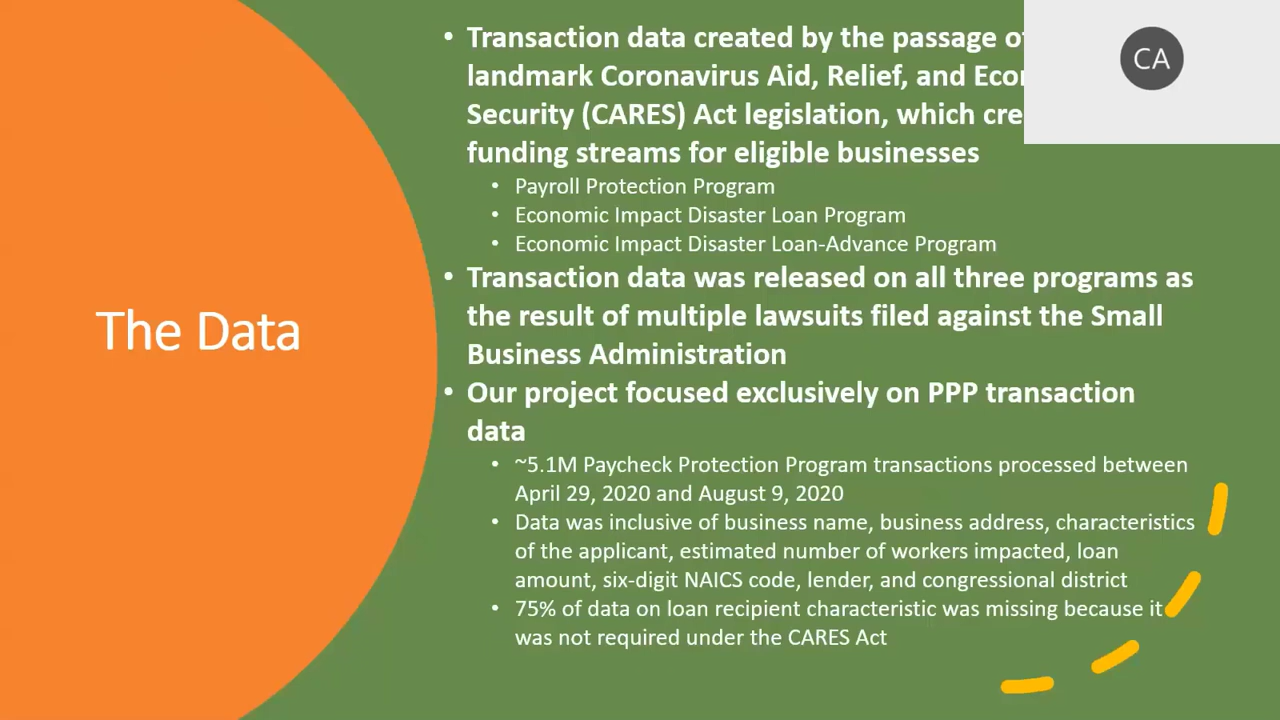 The Data
• Transaction data created by the passage of
landmark Coronavirus Aid, Relief, and
Security (CARES) Act legislation, which
funding streams for eligible businesses
• Payroll Protection Program
• Economic Impact Disaster Loan Program
• Economic Impact Disaster Loan-Advance Program
• Transaction data was released on all three programs as
the result of multiple lawsuits filed against the Small
Business Administration
• Our project focused exclusively on PPP transaction
data
• ~5.1M Paycheck Protection Program transactions processed between
April 29, 2020 and August 9, 2020
• Data was inclusive of business name, business address, characteristics
of the applicant, estimated number of workers impacted, loan
amount, six-digit NAICS code, lender, and congressional district
• 75% of data on loan recipient characteristic was missing because it
was not required under the CARES Act
CA